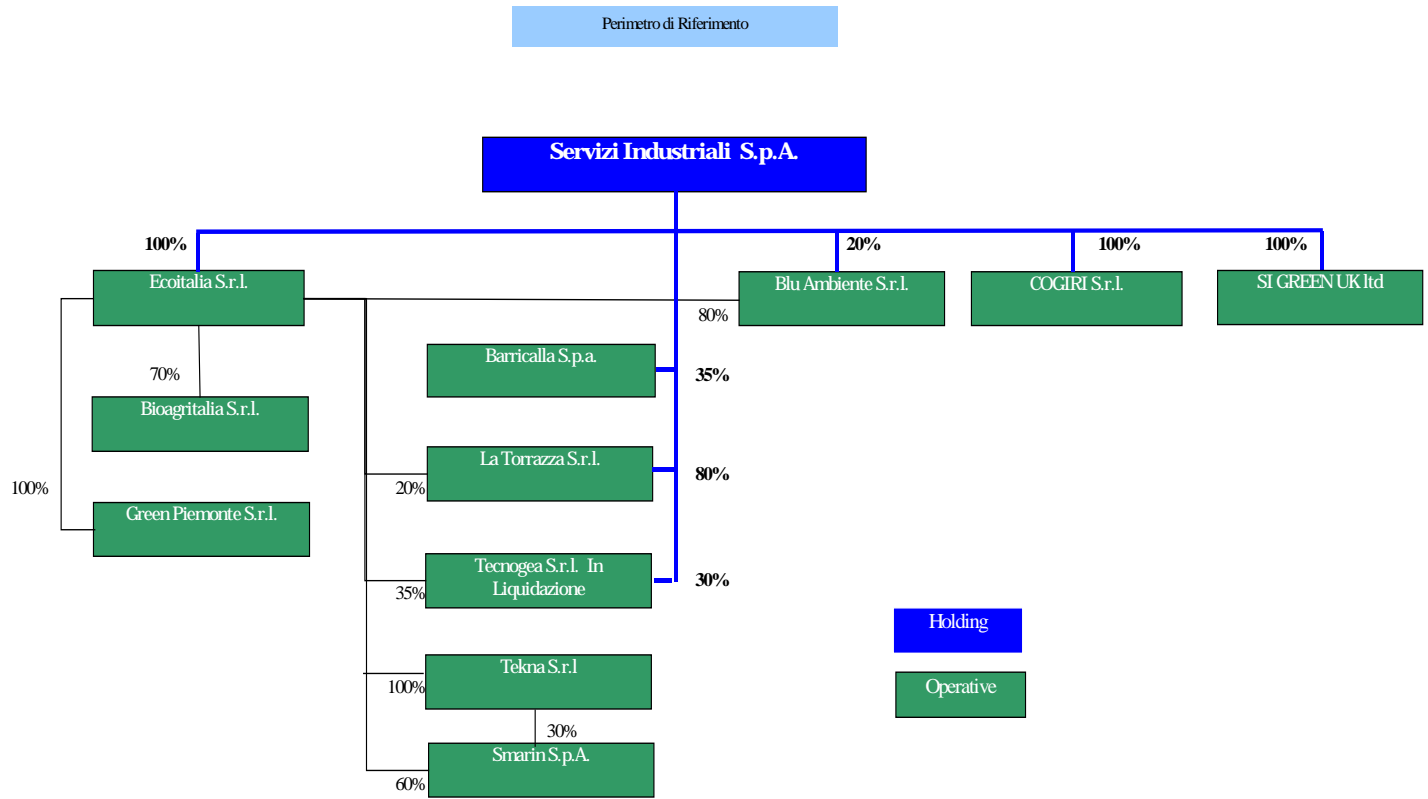 Perimetro di Riferimento
Servizi Industriali S.p.A.
100%
20%
100%
100%
Ecoitalia S.r.l.
Blu Ambiente S.r.l.
COGIRI S.r.l.
SI GREEN UK ltd
80%
Barricalla S.p.a.
35%
70%
Bioagritalia S.r.l.
La Torrazza S.r.l.
80%
100%
20%
Green Piemonte S.r.l.
Tecnogea S.r.l. In
Liquidazione
30%
35%
Holding
Tekna S.r.l
100%
Operative
30%
Smarin S.p.A.
60%